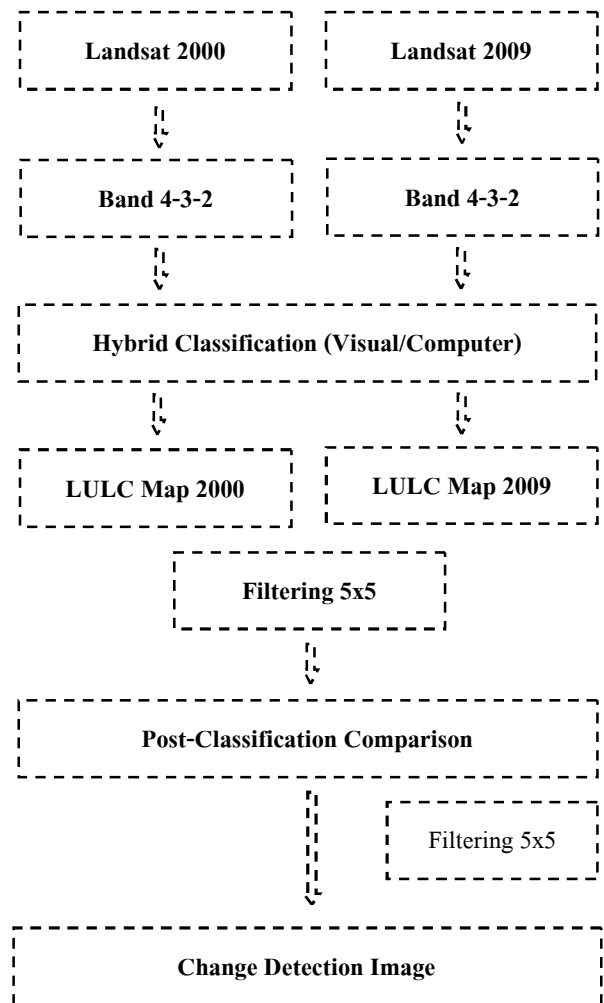 Landsat 2000
Landsat 2009
Band 4-3-2
Band 4-3-2
Hybrid Classification (Visual/Computer)
LULC Map 2000
LULC Map 2009
Filtering 5x5
Post-Classification Comparison
Filtering 5x5
Change Detection Image